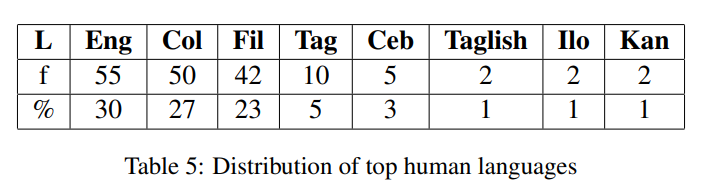 L Eng Col Fil Tag Ceb Taglish Ilo Kan
f 55 50 42 10 5 2 2 2
% 30 27 23 5 3 1 1 1
Table 5: Distribution of top human languages